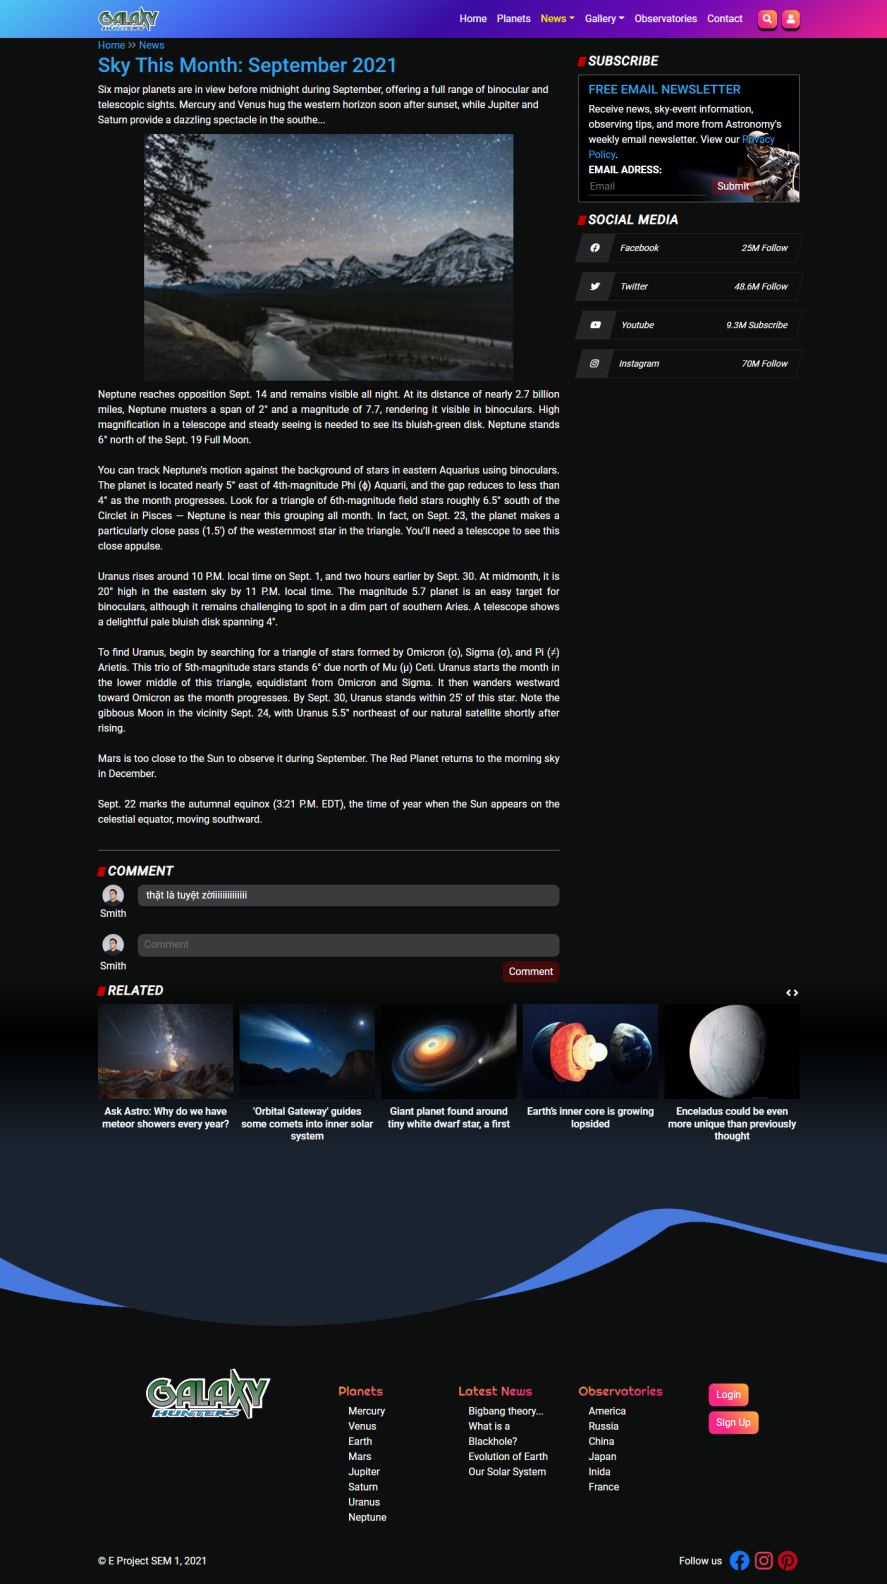 GALAXY
HUNTERS
Home Planets News Gallery Observatories Contact
Home » News
Sky This Month: September 2021
Six major planets are in view before midnight during September, offering a full range of binocular and
telescopic sights. Mercury and Venus hug the western horizon soon after sunset, while Jupiter and
Saturn provide a dazzling spectacle in the southe...
Neptune reaches opposition Sept. 14 and remains visible all night. At its distance of nearly 2.7 billion
miles, Neptune musters a span of 2" and a magnitude of 7.7, rendering it visible in binoculars. High
magnification in a telescope and steady seeing is needed to see its bluish-green disk. Neptune stands
6° north of the Sept. 19 Full Moon.
You can track Neptune's motion against the background of stars in eastern Aquarius using binoculars.
The planet is located nearly 5° east of 4th-magnitude Phi (ϕ) Aquarii, and the gap reduces to less than
4° as the month progresses. Look for a triangle of 6th-magnitude field stars roughly 6.5° south of the
Circlet in Pisces — Neptune is near this grouping all month. In fact, on Sept. 23, the planet makes a
particularly close pass (1.5') of the westernmost star in the triangle. You'll need a telescope to see this
close appulse.
Uranus rises around 10 P.M. local time on Sept. 1, and two hours earlier by Sept. 30. At midmonth, it is
20° high in the eastern sky by 11 P.M. local time. The magnitude 5.7 planet is an easy target for
binoculars, although it remains challenging to spot in a dim part of southern Aries. A telescope shows
a delightful pale bluish disk spanning 4".
To find Uranus, begin by searching for a triangle of stars formed by Omicron (ο), Sigma (σ), and Pi (≠)
Arietis. This trio of 5th-magnitude stars stands 6° due north of Mu (μ) Ceti. Uranus starts the month in
the lower middle of this triangle, equidistant from Omicron and Sigma. It then wanders westward
toward Omicron as the month progresses. By Sept. 30, Uranus stands within 25' of this star. Note the
gibbous Moon in the vicinity Sept. 24, with Uranus 5.5° northeast of our natural satellite shortly after
rising.
Mars is too close to the Sun to observe it during September. The Red Planet returns to the morning sky
in December.
Sept. 22 marks the autumnal equinox (3:21 P.M. EDT), the time of year when the Sun appears on the
celestial equator, moving southward.
SUBSCRIBE
FREE EMAIL NEWSLETTER
Receive news, sky-event information,
observing tips, and more from Astronomy's
weekly email newsletter. View our Privacy
Policy.
EMAIL ADRESS:
Email Submit
SOCIAL MEDIA
Facebook 25M Follow
Twitter 48.6M Follow
Youtube 9.3M Subscribe
Instagram 70M Follow
COMMENT
thật là tuyệt zờiiiiiiiiiiiiii
Smith
Comment
Smith
Comment
RELATED
Ask Astro: Why do we have
meteor showers every year?
'Orbital Gateway' guides
some comets into inner solar
system
Giant planet found around
tiny white dwarf star, a first
Earth's inner core is growing
lopsided
Enceladus could be even
more unique than previously
thought
GALAXY
HUNTERS
Planets
Mercury
Venus
Earth
Mars
Jupiter
Saturn
Uranus
Neptune
Latest News
Bigbang theory...
What is a
Blackhole?
Evolution of Earth
Our Solar System
Observatories
America
Russia
China
Japan
Inida
France
Login
Sign Up
© E Project SEM 1, 2021
Follow us